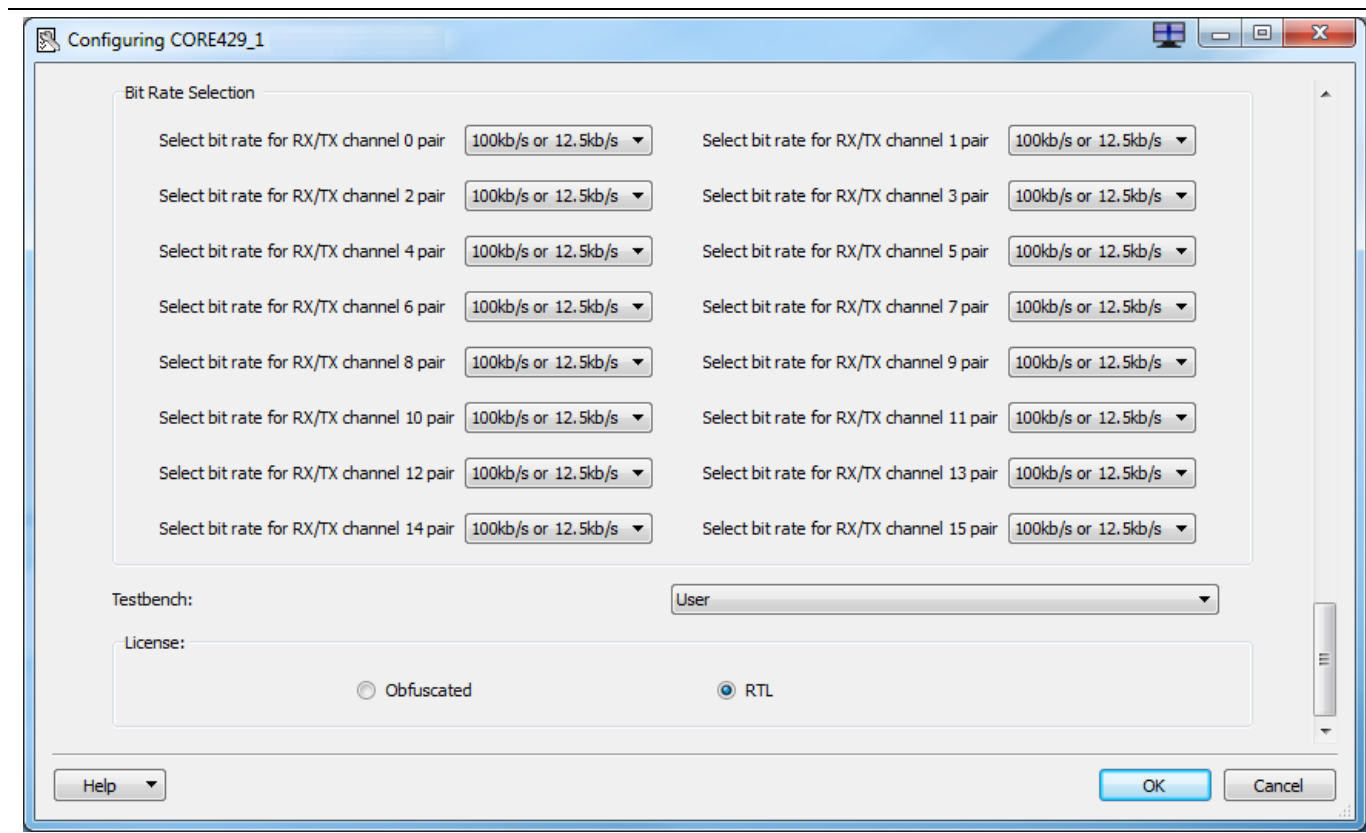 Configuring CORE429_1
Bit Rate Selection
Select bit rate for RX/TX channel 0 pair 100kb/s or 12.5kb/s Select bit rate for RX/TX channel 1 pair 100kb/s or 12.5kb/s
Select bit rate for RX/TX channel 2 pair 100kb/s or 12.5kb/s Select bit rate for RX/TX channel 3 pair 100kb/s or 12.5kb/s
Select bit rate for RX/TX channel 4 pair 100kb/s or 12.5kb/s Select bit rate for RX/TX channel 5 pair 100kb/s or 12.5kb/s
Select bit rate for RX/TX channel 6 pair 100kb/s or 12.5kb/s Select bit rate for RX/TX channel 7 pair 100kb/s or 12.5kb/s
Select bit rate for RX/TX channel 8 pair 100kb/s or 12.5kb/s Select bit rate for RX/TX channel 9 pair 100kb/s or 12.5kb/s
Select bit rate for RX/TX channel 10 pair 100kb/s or 12.5kb/s Select bit rate for RX/TX channel 11 pair 100kb/s or 12.5kb/s
Select bit rate for RX/TX channel 12 pair 100kb/s or 12.5kb/s Select bit rate for RX/TX channel 13 pair 100kb/s or 12.5kb/s
Select bit rate for RX/TX channel 14 pair 100kb/s or 12.5kb/s Select bit rate for RX/TX channel 15 pair 100kb/s or 12.5kb/s
Testbench: User
License:
Obfuscated RTL
Help OK Cancel